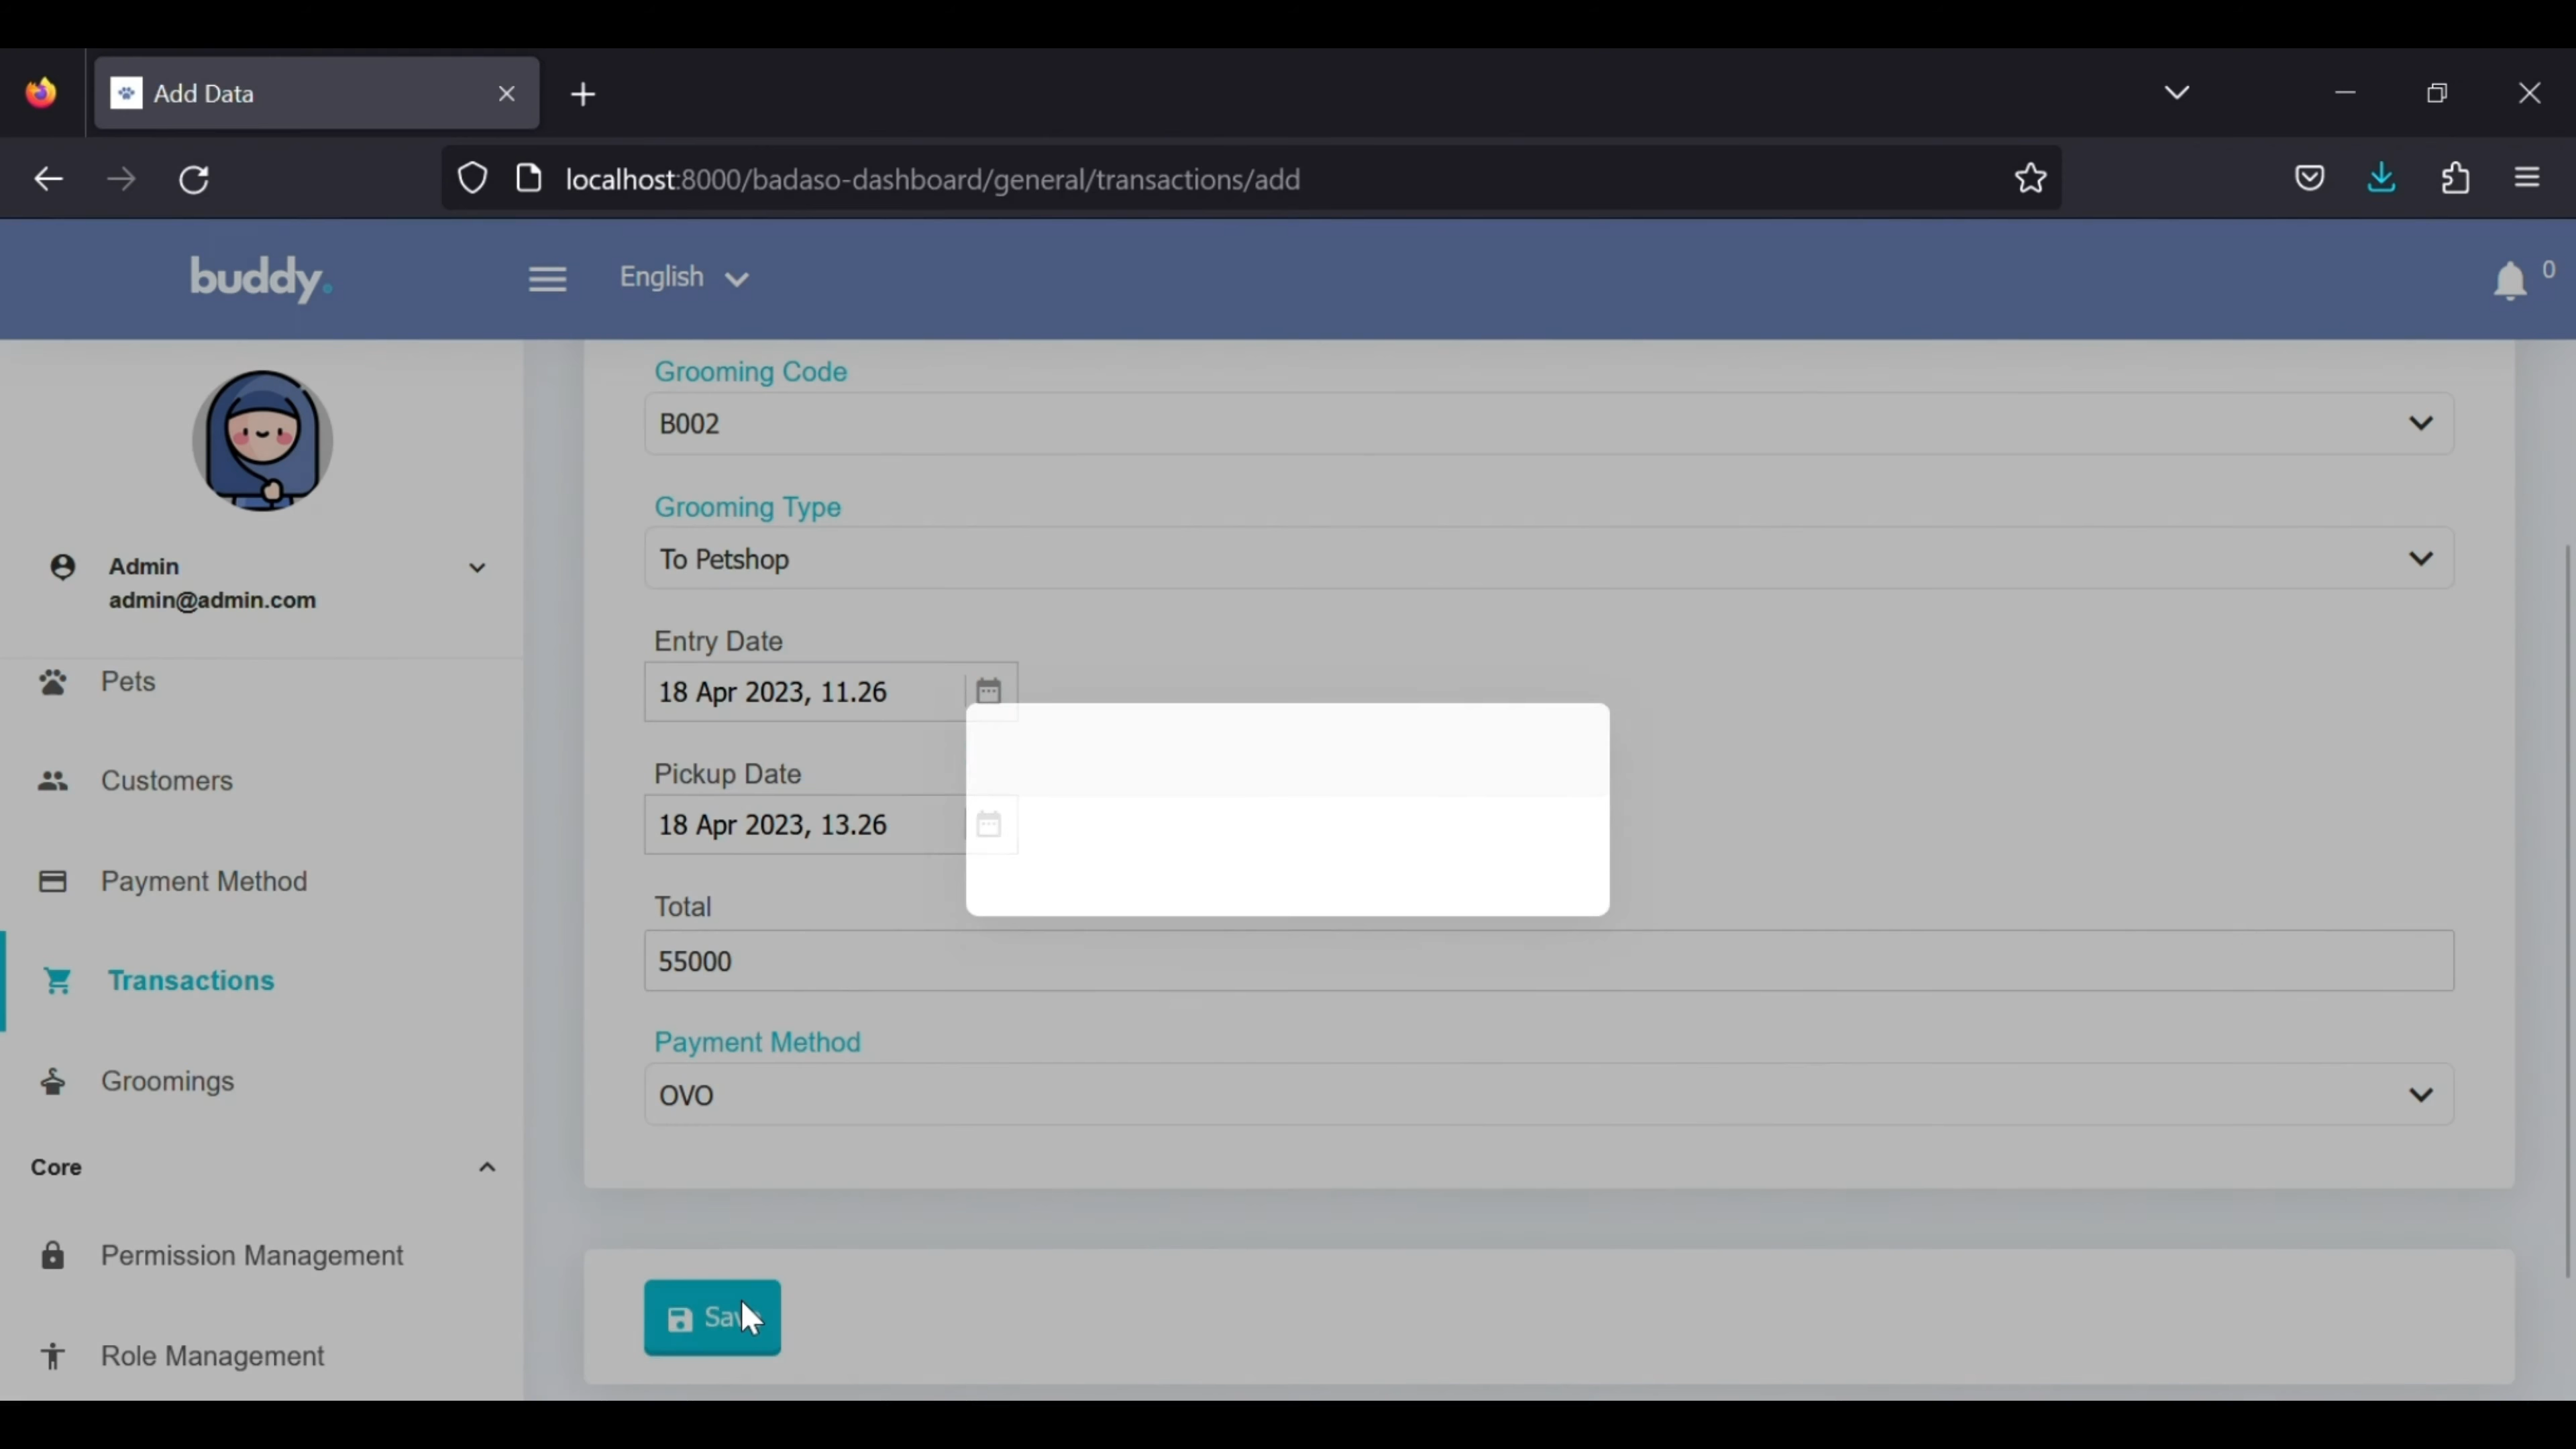 Add Data
localhost:8000/badaso-dashboard/general/transactions/add
buddy.
English
0
Admin
admin@admin.com
Pets
Customers
Payment Method
Transactions
Groomings
Core
Permission Management
Role Management
Grooming Code
B002
Grooming Type
To Petshop
Entry Date
18 Apr 2023, 11.26
Pickup Date
18 Apr 2023, 13.26
Total
55000
Payment Method
OVO
Save